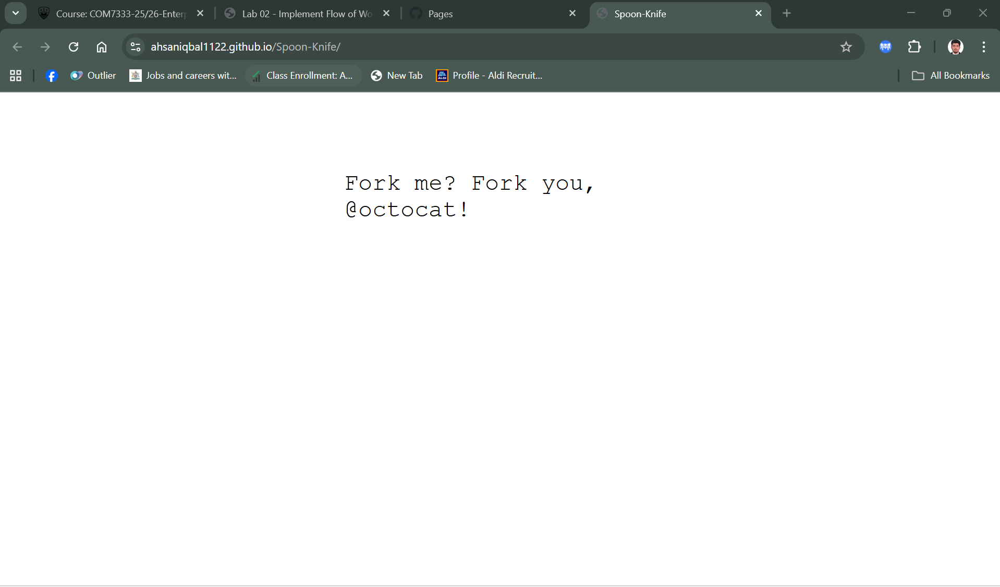 Course: COM7333-25/26-Enter
Lab 02 - Implement Flow of Wo
Pages
Spoon-Knife
ahsaniqbal1122.github.io/Spoon-Knife/
Outlier
Jobs and careers wit...
Class Enrollment: A...
New Tab
ALDI
Profile - Aldi Recruit...
All Bookmarks
Fork me? Fork you,
@octocat!